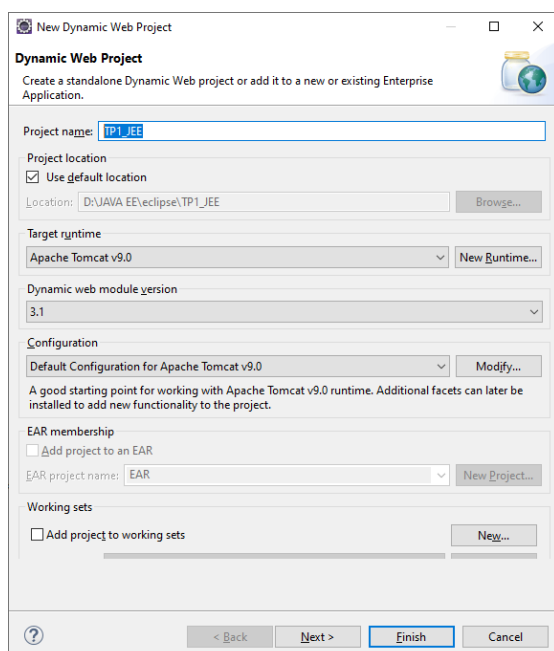 New Dynamic Web Project
Dynamic Web Project
Create a standalone Dynamic Web project or add it to a new or existing Enterprise
Application.
Project name: TP1_JEE
Project location
Use default location
Location: D:\JAVA EE\eclipse\TP1_JEE Browse...
Target runtime
Apache Tomcat v9.0 New Runtime...
Dynamic web module version
3.1
Configuration
Default Configuration for Apache Tomcat v9.0 Modify...
A good starting point for working with Apache Tomcat v9.0 runtime. Additional facets can later be
installed to add new functionality to the project.
EAR membership
Add project to an EAR
EAR project name: EAR New Project...
Working sets
Add project to working sets New...
? < Back Next > Finish Cancel